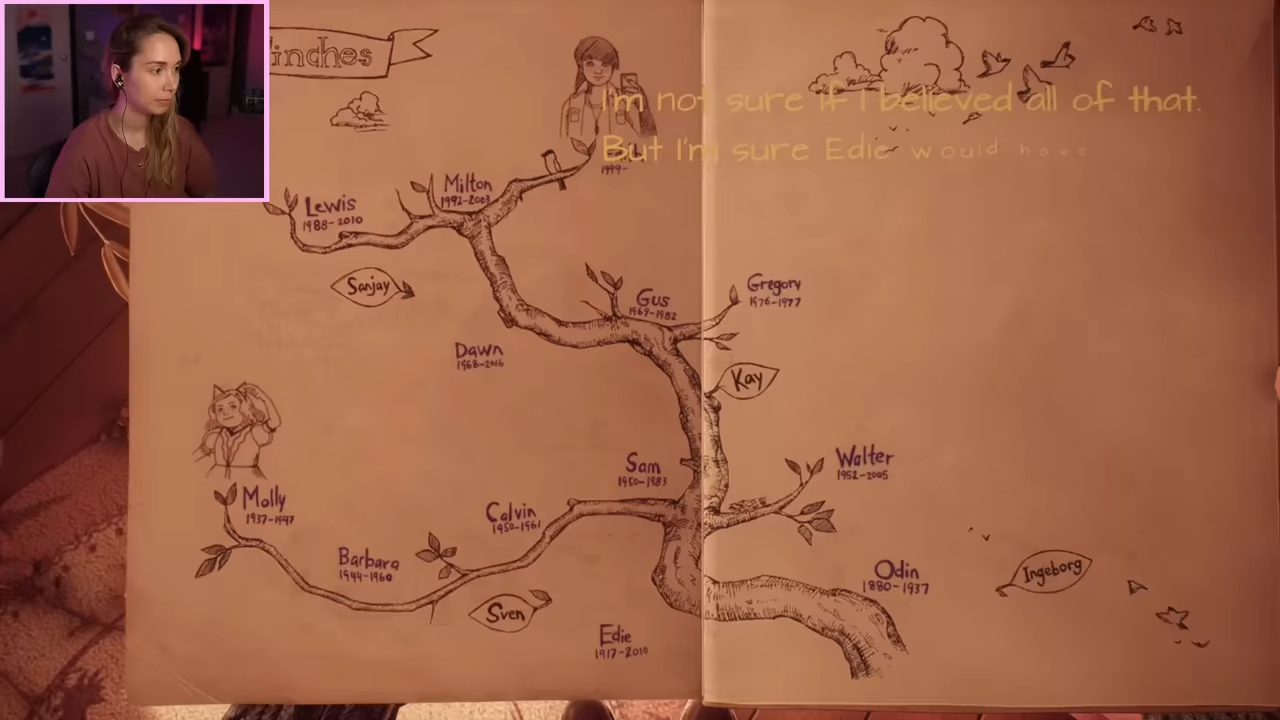 inches
I'm not sure if I believed all of that.
But I'm sure Edie would have
1999-
Milton
1992-2003
Lewis
1988-2010
Sanjay
Gus
1969-1982
Gregory
1976-1977
Dawn
1968-2016
Kay
Sam
1950-1983
Walter
1952-2005
Molly
1937-1947
Calvin
1950-1961
Barbara
1944-1960
Odin
1880-1937
Ingeborg
Sven
Edie
1917-2010